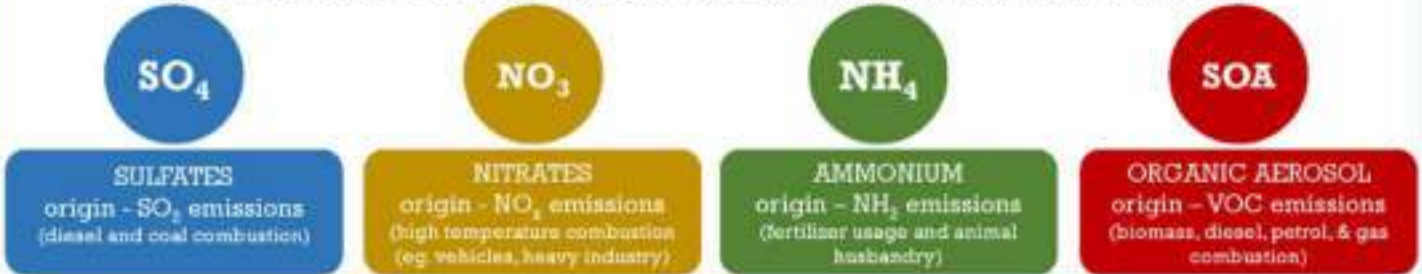 SO₄
NO₃
NH₄
SOA
SULFATES
origin - SO₂ emissions
(diesel and coal combustion)
NITRATES
origin - NOₓ emissions
(high temperature combustion
(eg. vehicles, heavy industry)
AMMONIUM
origin – NH₃ emissions
(fertiliser usage and animal
husbandry)
ORGANIC AEROSOL
origin – VOC emissions
(biomass, diesel, petrol, & gas
combustion)